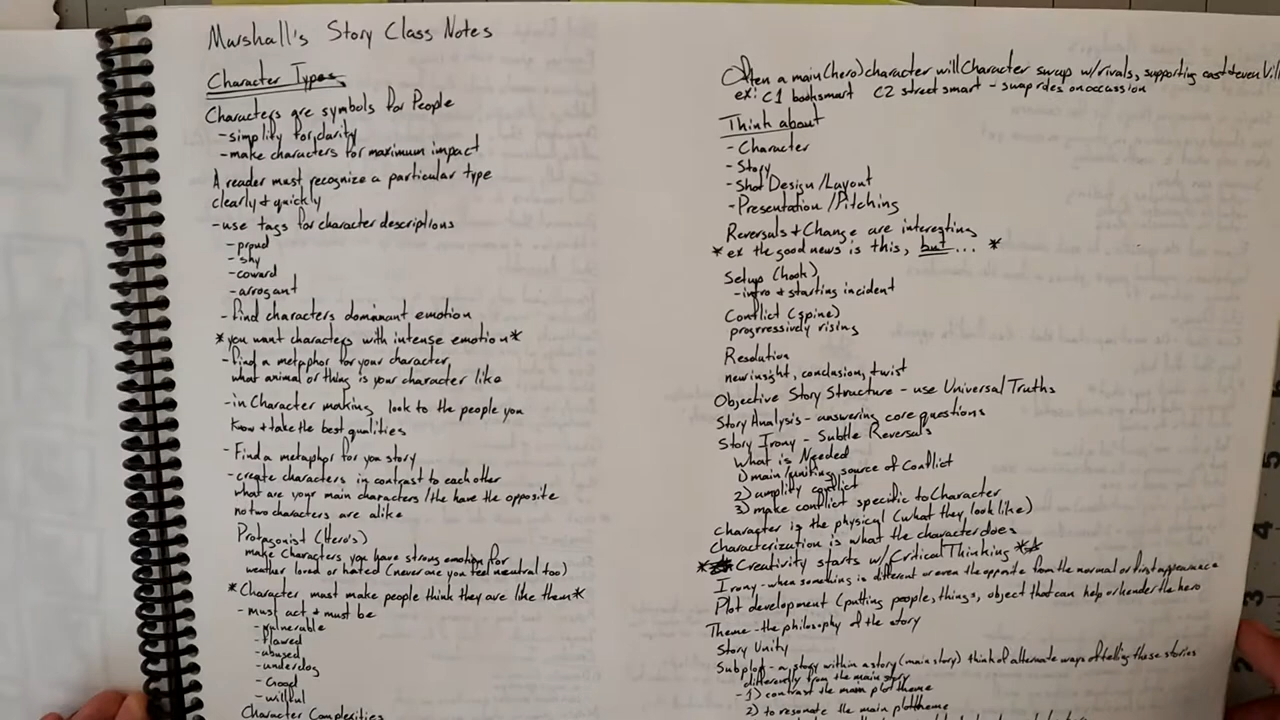 Marshall's Story Class Notes
Character Types
Characters are symbols for People
- simplify for clarity
- make characters for maximum impact
A reader must recognize a particular type
clearly & quickly
- use tags for character descriptions
- proud
- shy
- coward
- arrogant
- find characters dominant emotion
*you want characters with intense emotion*
- find a metaphor for your character,
what animal or thing is your character like
- in Character making look to the people you
know & take the best qualities
- Find a metaphor for you story
- create characters in contrast to each other
what are your main characters / the have the opposite
no two characters are alike
Protagonist (Hero's)
make characters you have strong emotion for
weather loved or hated (never are you feel neutral too)
*Character must make people think they are like them*
- must act & must be
- vulnerable
- flawed
- abused
- underdog
- Good
- willful
Character Complexities
Often a main (hero) character will Character swap w/rivals, supporting cast & even Vill
ex: C1 booksmart C2 street smart - swap roles on occassion
Think about
- Character
- Story
- Shot Design/Layout
- Presentation/Pitching
Reversals & Change are interesting
* ex the good news is this, but... *
Setup (hook)
- intro & starting incident
Conflict (spine)
progrressively rising
Resolution
new insight, conclusion, twist
Objective Story Structure - use Universal Truths
Story Analysis - answering core questions
Story Irony - Subtle Reversals
What is Needed
1) main/uniting source of Conflict
2) amplify conflict
3) make conflict specific to Character
Character is the physical (what they look like)
Characterization is what the character does
* Creativity starts w/Critical Thinking *
Irony - when something is different or even the opposite from the normal or first appearance
Plot development (putting people, things, object that can help or hender the hero
Theme - the philosophy of the story
Story Unity
Subplot - a story within a story (main story) think of alternate ways of telling these stories
differently from the main story
- 1) contrast the main plot theme
2) to resonate the main plot theme